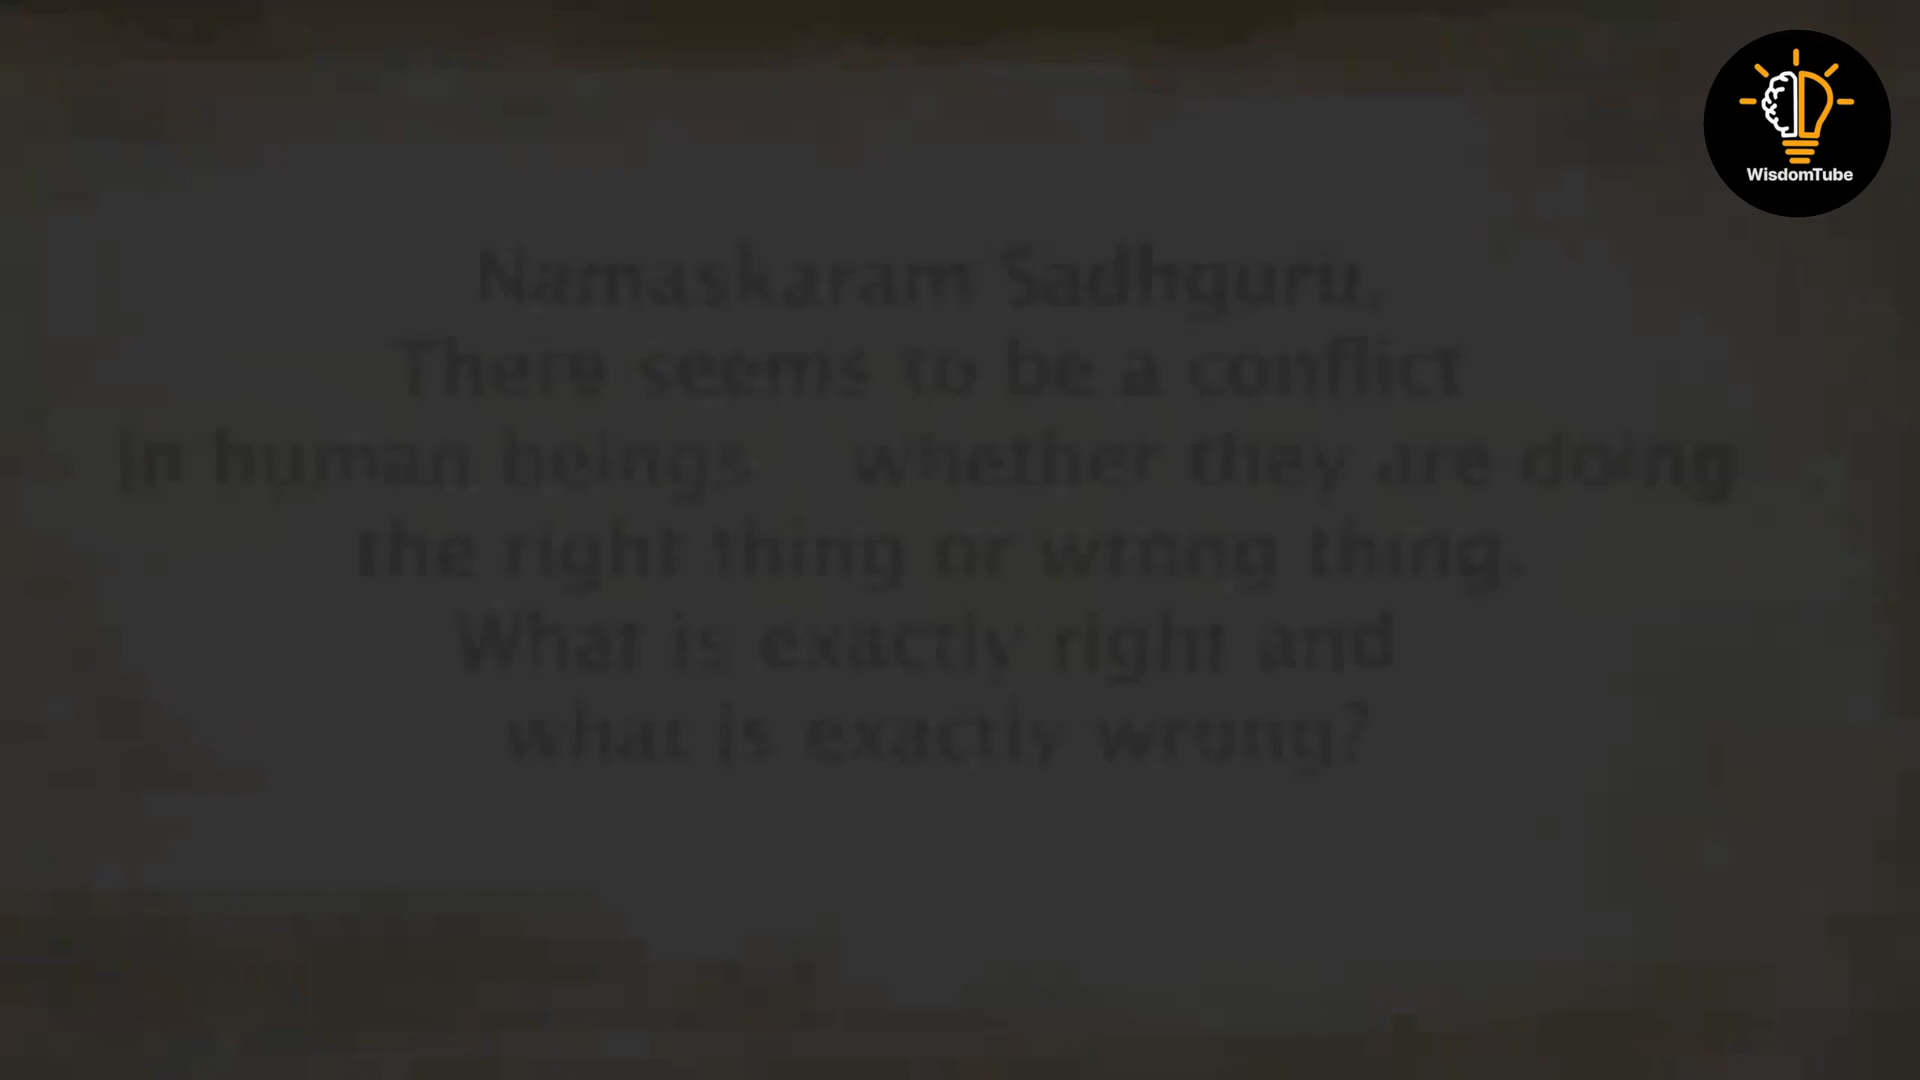 WisdomTube
Namaskaram Sadhguru,
There seems to be a conflict
In human beings whether they are doing
the right thing or wrong thing.
What is exactly right and
what is exactly wrong?